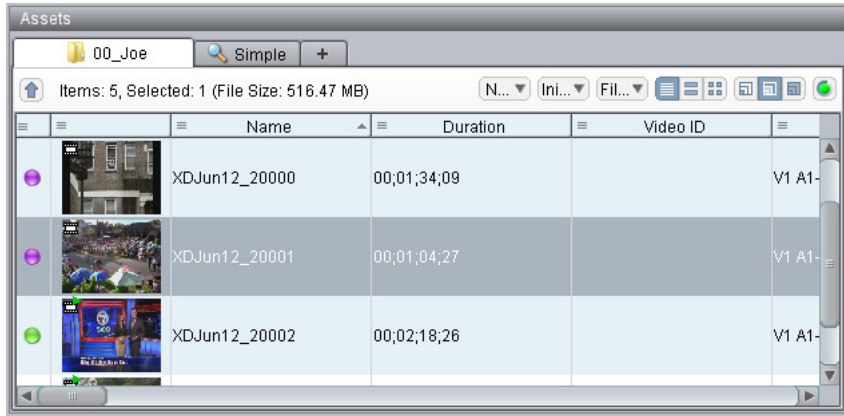 Assets
00_Joe
Simple
+
Items: 5, Selected: 1 (File Size: 516.47 MB)
N...
Ini...
Fil...
Name
Duration
Video ID
XDJun12_20000
00;01;34;09
V1 A1-
XDJun12_20001
00;01;04;27
V1 A1-
5:00
XDJun12_20002
00;02;18;26
V1 A1-